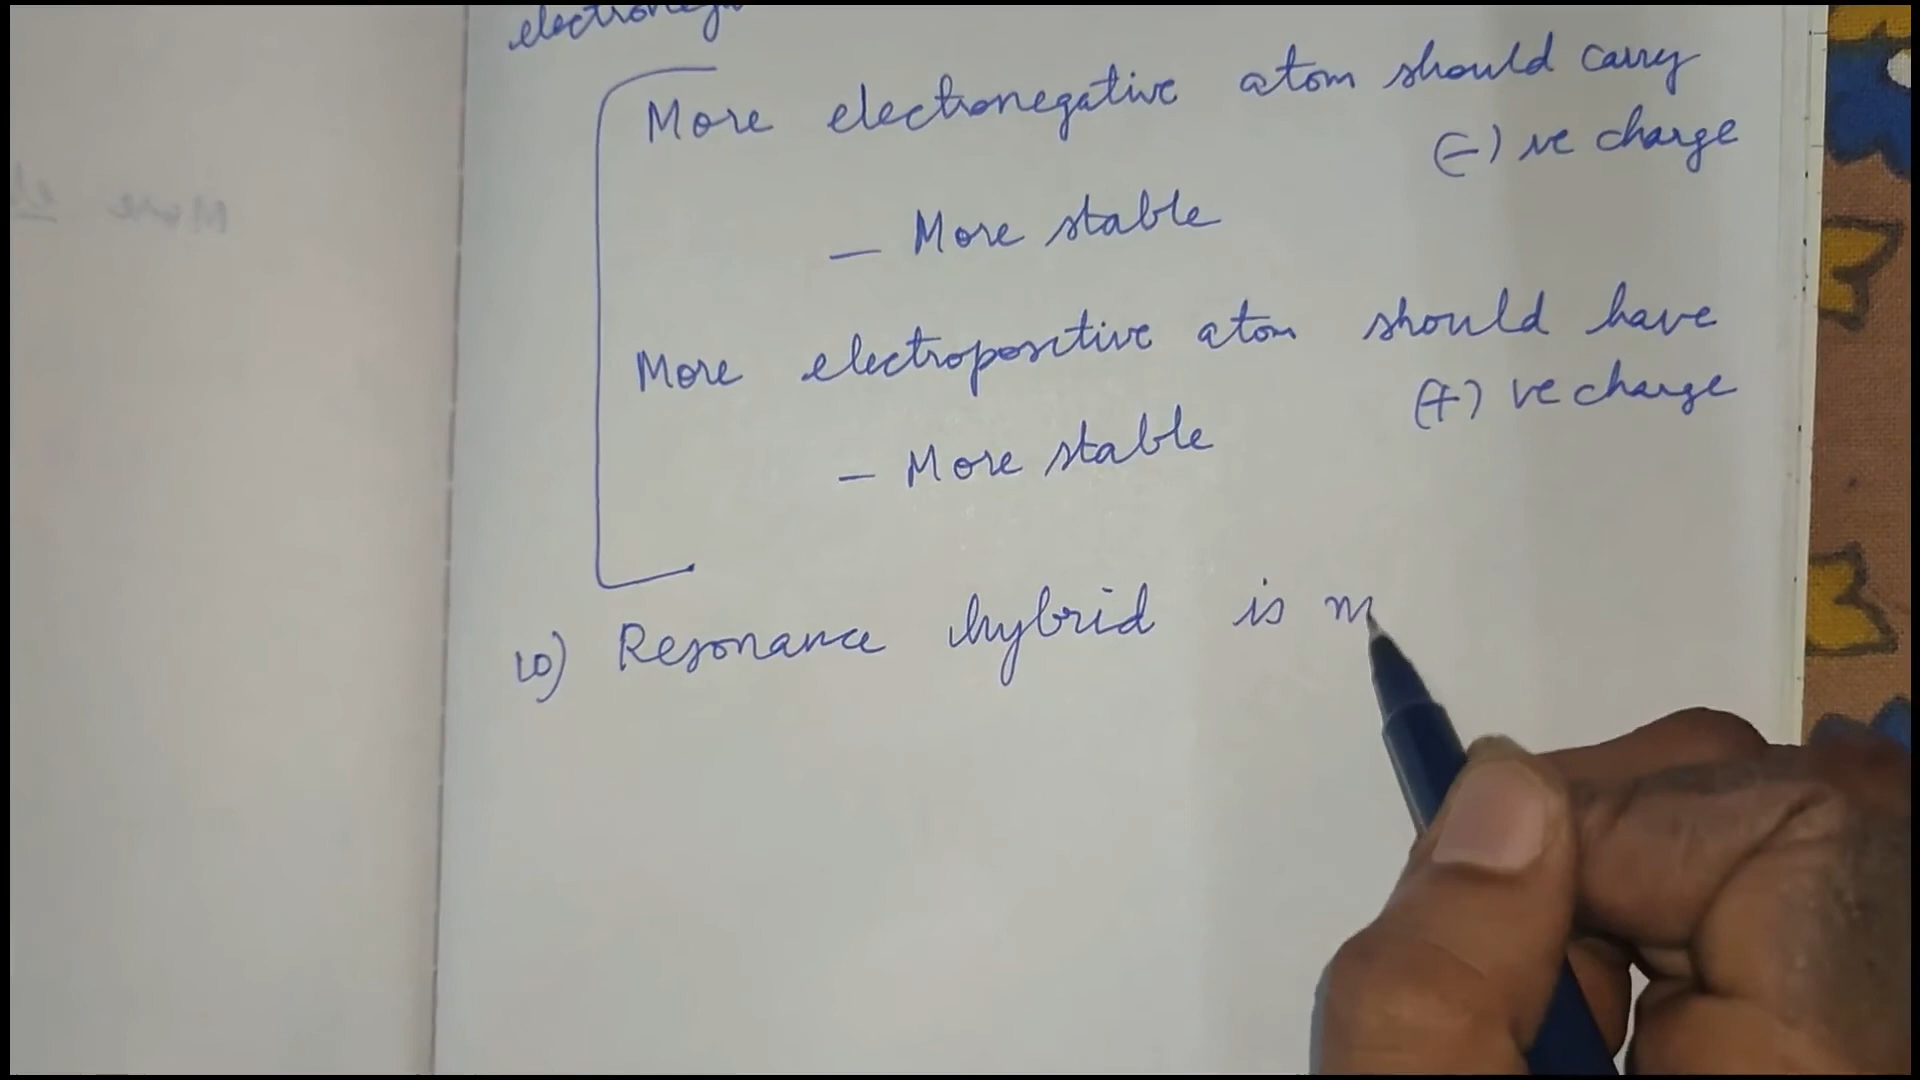 More electronegative atom should carry
(-) ve charge
- More stable
More electropositive atom should have
(+) ve charge
- More stable
10) Resonance hybrid is m